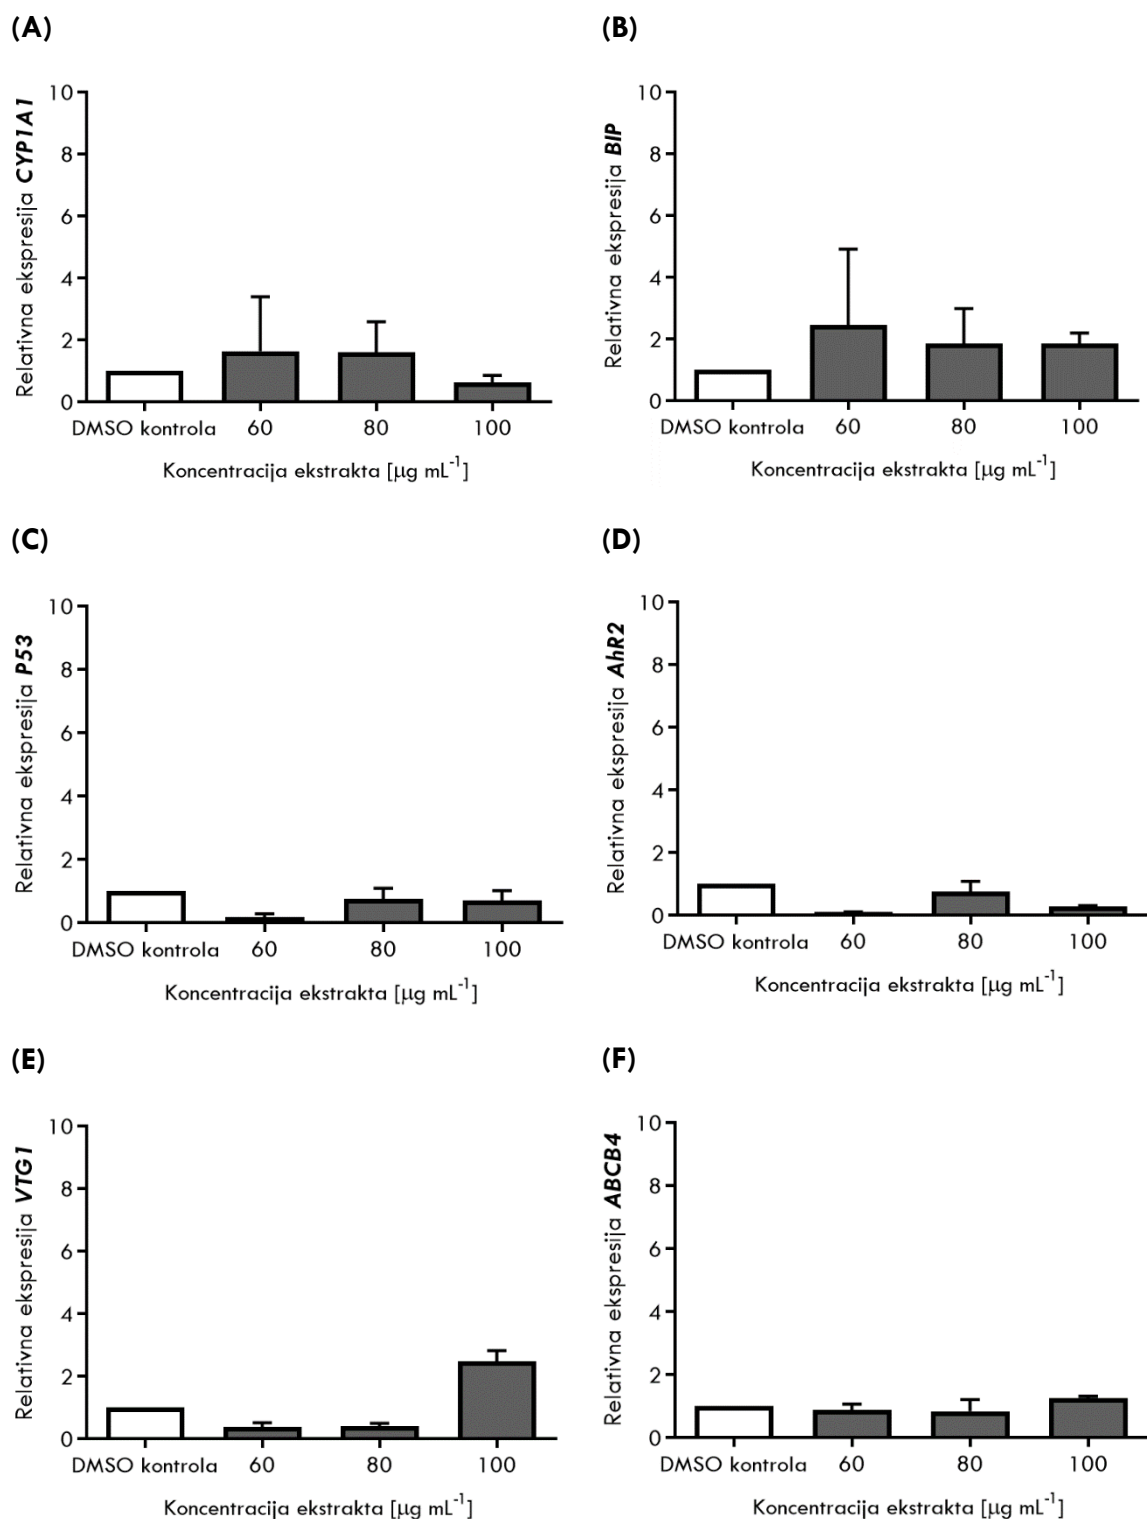 (A)
Relativna ekspresija CYP1A1
10
8
6
4
2
0
DMSO kontrola 60 80 100
Koncentracija ekstrakta [µg mL⁻¹]
(B)
Relativna ekspresija BIP
10
8
6
4
2
0
DMSO kontrola 60 80 100
Koncentracija ekstrakta [µg mL⁻¹]
(C)
Relativna ekspresija P53
10
8
6
4
2
0
DMSO kontrola 60 80 100
Koncentracija ekstrakta [µg mL⁻¹]
(D)
Relativna ekspresija AhR2
10
8
6
4
2
0
DMSO kontrola 60 80 100
Koncentracija ekstrakta [µg mL⁻¹]
(E)
Relativna ekspresija VTG1
10
8
6
4
2
0
DMSO kontrola 60 80 100
Koncentracija ekstrakta [µg mL⁻¹]
(F)
Relativna ekspresija ABCB4
10
8
6
4
2
0
DMSO kontrola 60 80 100
Koncentracija ekstrakta [µg mL⁻¹]